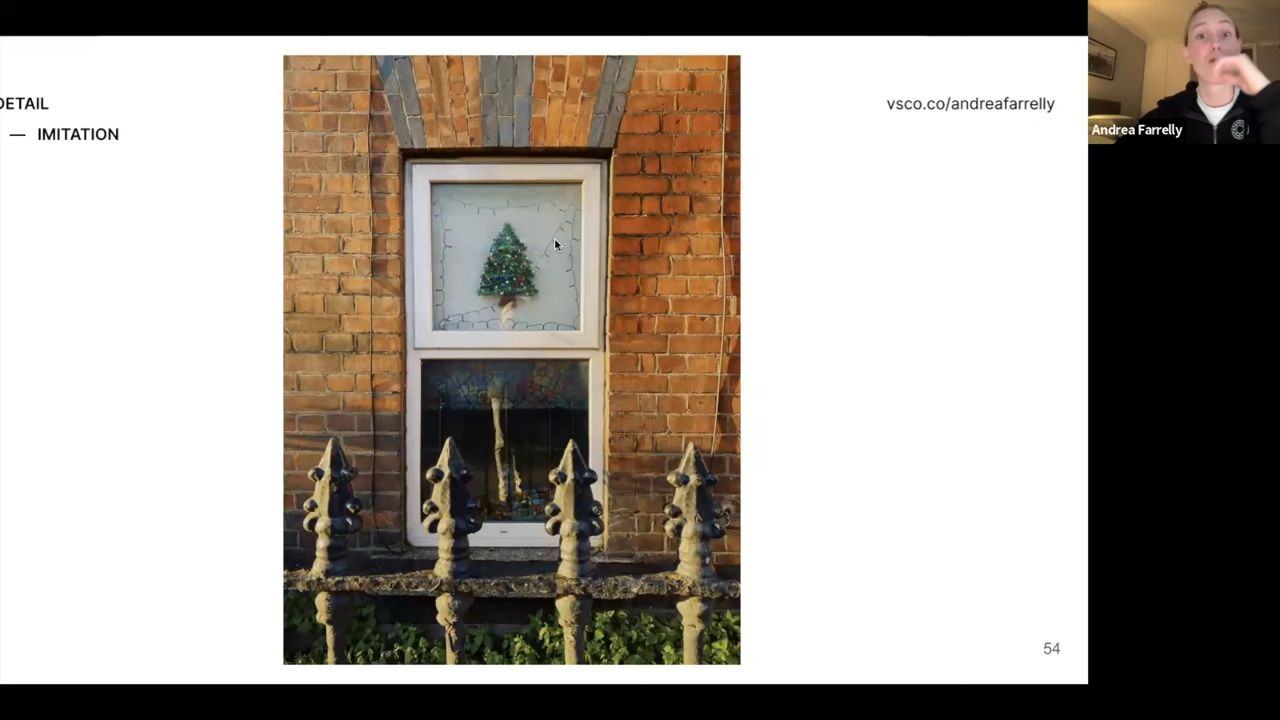 DETAIL
— IMITATION
vsco.co/andreafarrelly
Andrea Farrelly
54